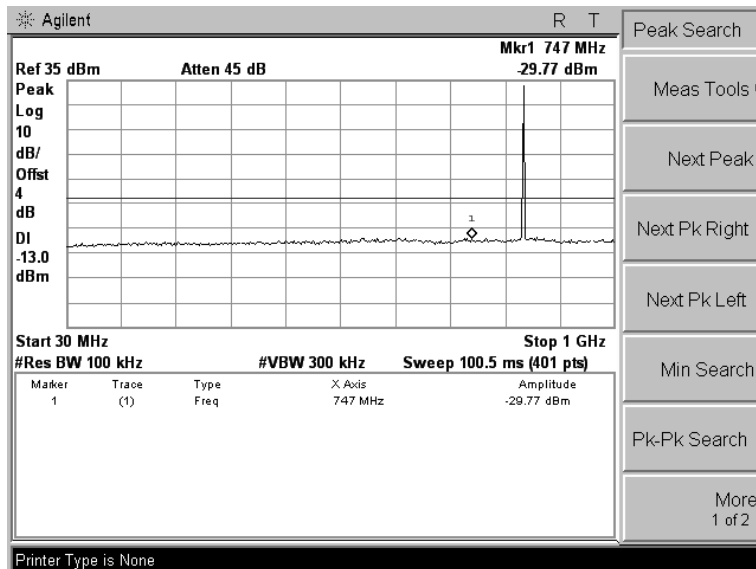 Agilent R T
Mkr1 747 MHz
Ref 35 dBm Atten 45 dB -29.77 dBm
Peak
Log
10
dB/
Offst
4
dB
DI
-13.0
dBm
1
Start 30 MHz Stop 1 GHz
#Res BW 100 kHz #VBW 300 kHz Sweep 100.5 ms (401 pts)
Marker Trace Type X Axis Amplitude
1 (1) Freq 747 MHz -29.77 dBm
Printer Type is None
Peak Search
Meas Tools
Next Peak
Next Pk Right
Next Pk Left
Min Search
Pk-Pk Search
More
1 of 2